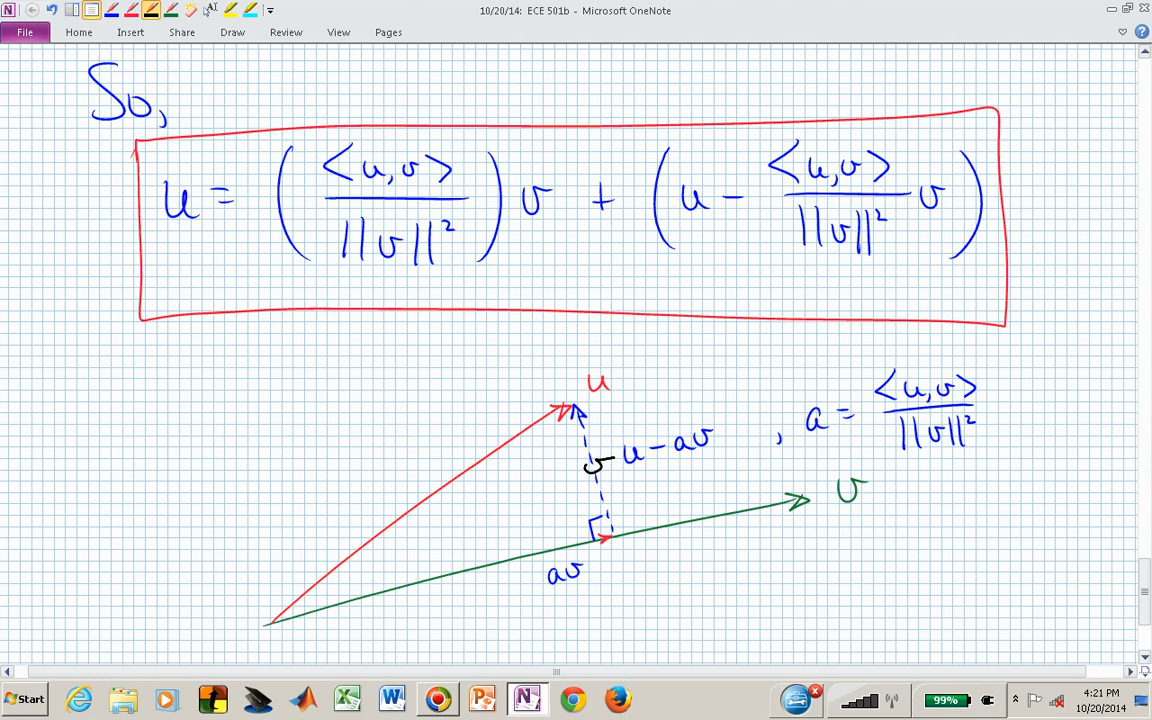 10/20/14: ECE 501b - Microsoft OneNote
File Home Insert Share Draw Review View Pages
So,
u = (<u,v> / ||v||²) v + (u - <u,v> / ||v||² v)
u
u - av , a = <u,v> / ||v||²
v
av
Start
99%
4:21 PM
10/20/2014